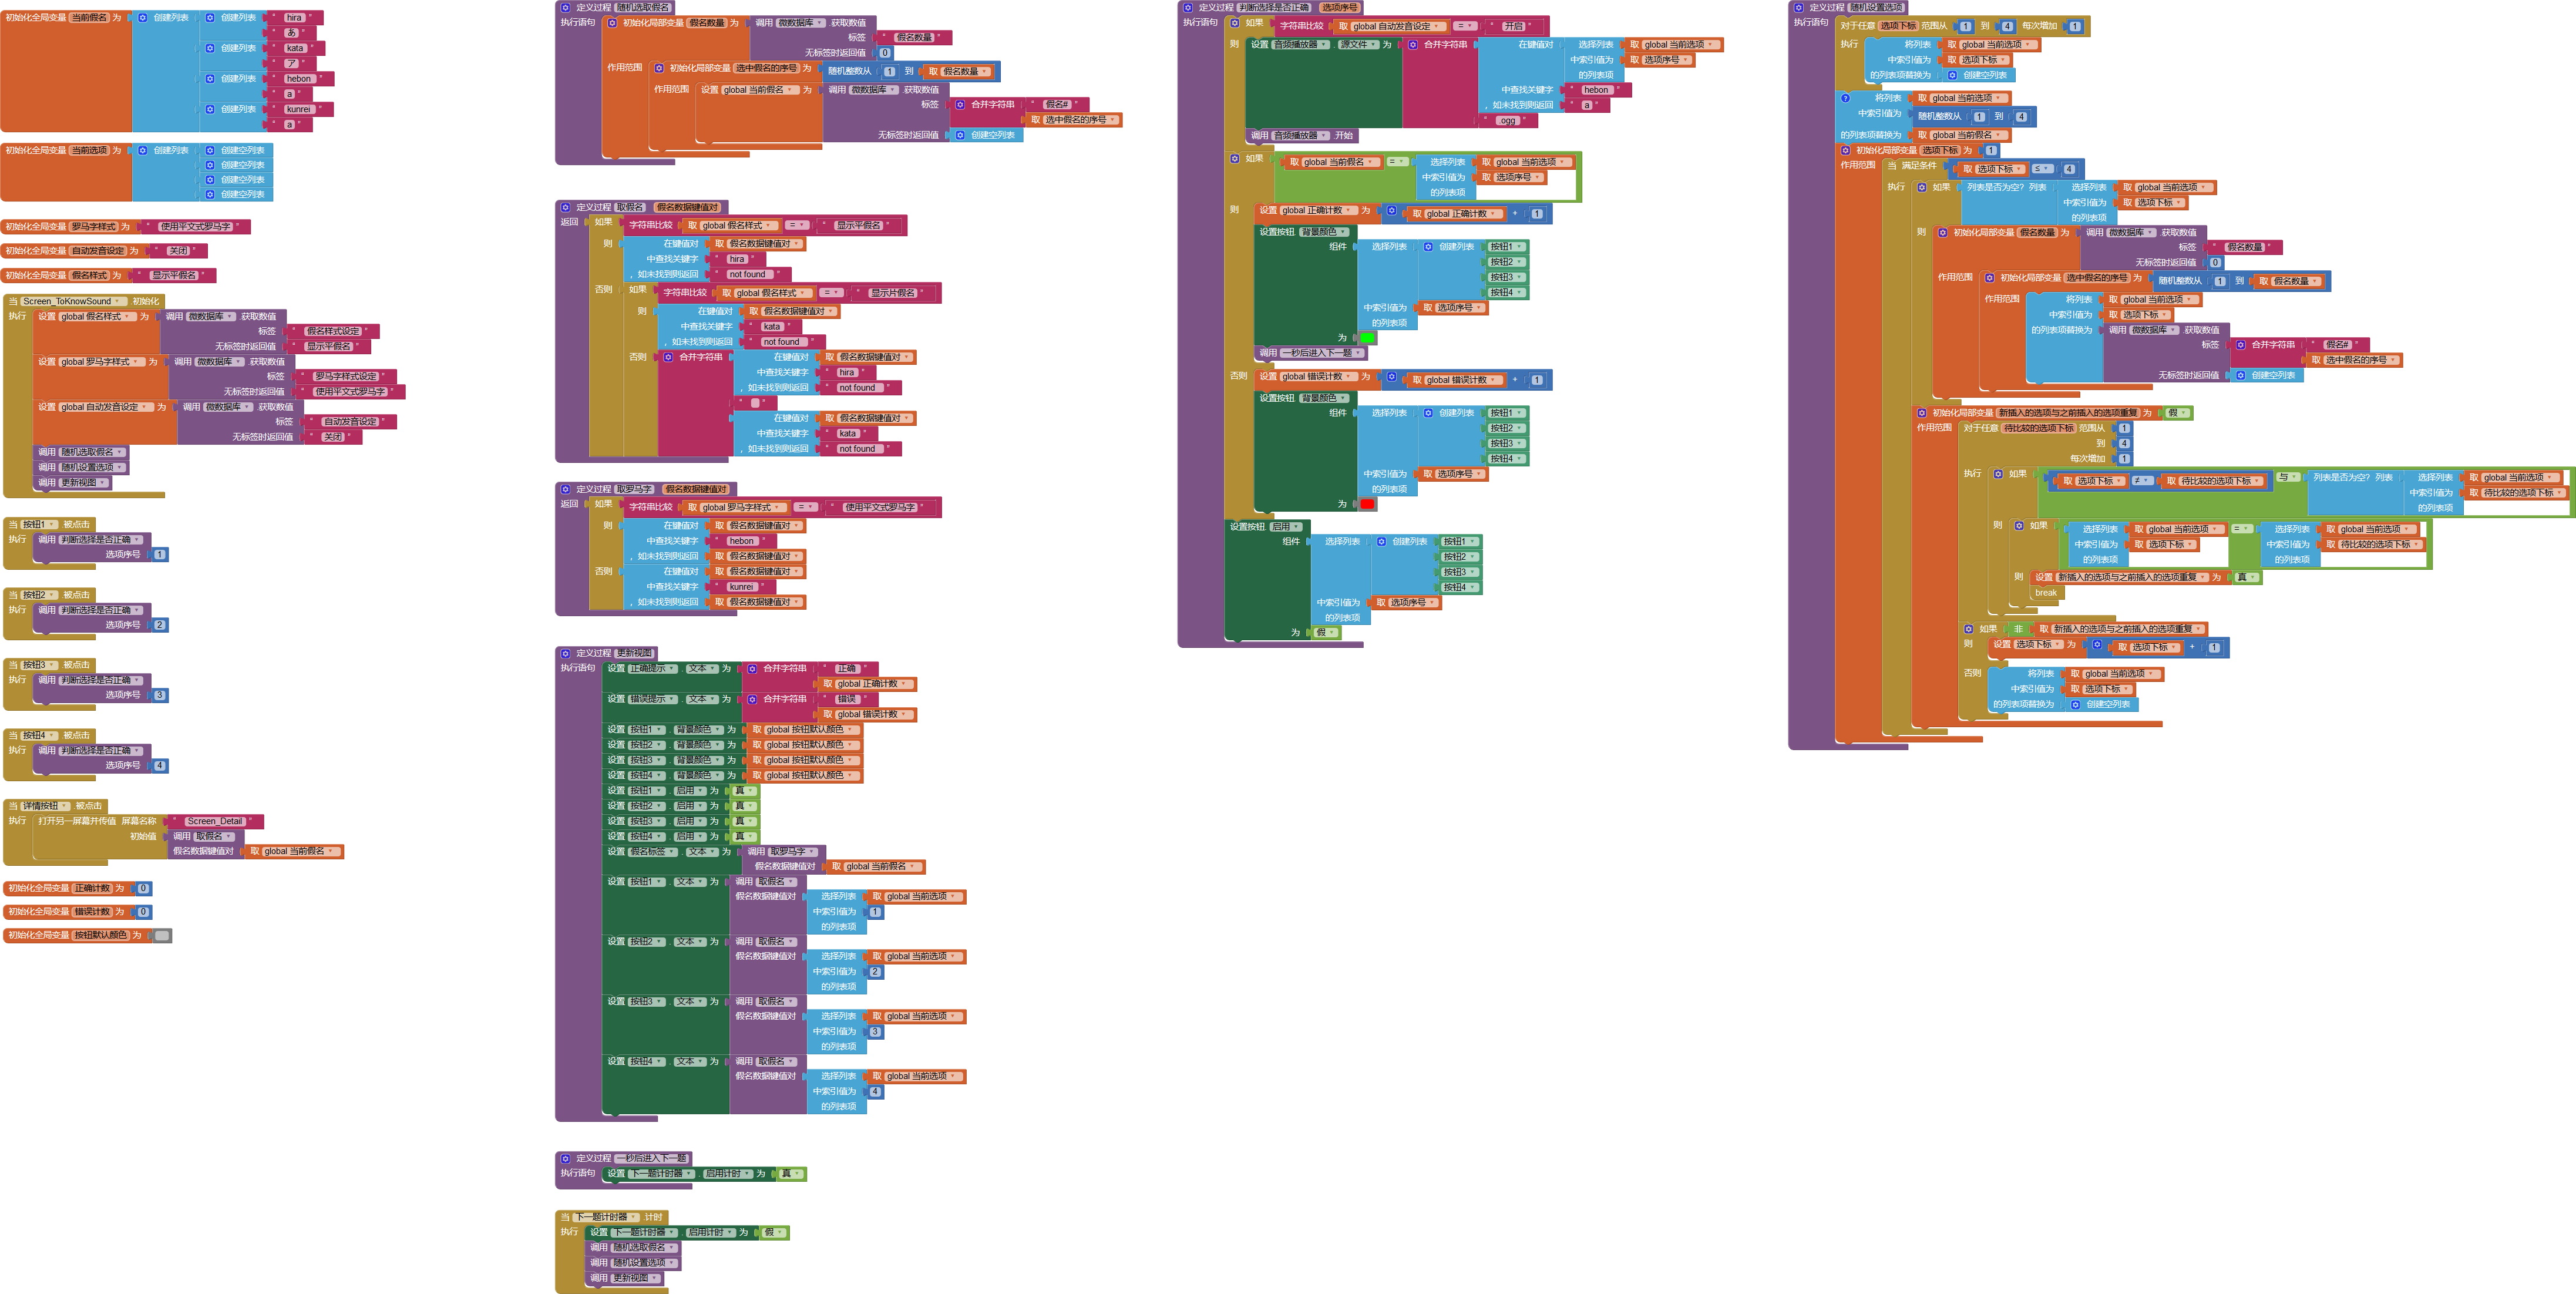 初始化全局变量 当前假名 为 创建列表 创建列表 " hira "
" あ "
创建列表 " kata "
" ア "
创建列表 " hebon "
" a "
创建列表 " kunrei "
" a "
初始化全局变量 当前选项 为 创建列表 创建空列表
创建空列表
创建空列表
创建空列表
初始化全局变量 罗马字样式 为 " 使用平文式罗马字 "
初始化全局变量 自动发音设定 为 " 关闭 "
初始化全局变量 假名样式 为 " 显示平假名 "
当 Screen_ToKnowSound 初始化
执行 设置 global 假名样式 为 调用 微数据库 .获取数值
标签 " 假名样式设定 "
无标签时返回值 " 显示平假名 "
设置 global 罗马字样式 为 调用 微数据库 .获取数值
标签 " 罗马字样式设定 "
无标签时返回值 " 使用平文式罗马字 "
设置 global 自动发音设定 为 调用 微数据库 .获取数值
标签 " 自动发音设定 "
无标签时返回值 " 关闭 "
调用 随机选取假名
调用 随机设置选项
调用 更新视图
当 按钮1 .被点击
执行 调用 判断选择是否正确
选项序号 1
当 按钮2 .被点击
执行 调用 判断选择是否正确
选项序号 2
当 按钮3 .被点击
执行 调用 判断选择是否正确
选项序号 3
当 按钮4 .被点击
执行 调用 判断选择是否正确
选项序号 4
当 详情按钮 .被点击
执行 打开另一屏幕并传值 屏幕名称 " Screen_Detail "
初始值 调用 取假名
假名数据键值对 取 global 当前假名
初始化全局变量 正确计数 为 0
初始化全局变量 错误计数 为 0
初始化全局变量 按钮默认颜色 为
定义过程 随机选取假名
执行语句 初始化局部变量 假名数量 为 调用 微数据库 .获取数值
标签 " 假名数量 "
无标签时返回值 0
作用范围 初始化局部变量 选中假名的序号 为 随机整数从 1 到 取 假名数量
作用范围 设置 global 当前假名 为 调用 微数据库 .获取数值
标签 合并字符串 " 假名# "
取 选中假名的序号
无标签时返回值 创建空列表
定义过程 取假名 假名数据键值对
返回 如果 字符串比较 取 global 假名样式 = " 显示平假名 "
则 在键值对 取 假名数据键值对
中查找关键字 " hira "
，如未找到则返回 " not found "
否则 如果 字符串比较 取 global 假名样式 = " 显示片假名 "
则 在键值对 取 假名数据键值对
中查找关键字 " kata "
，如未找到则返回 " not found "
否则 合并字符串 在键值对 取 假名数据键值对
中查找关键字 " hira "
，如未找到则返回 " not found "
" "
在键值对 取 假名数据键值对
中查找关键字 " kata "
，如未找到则返回 " not found "
定义过程 取罗马字 假名数据键值对
返回 如果 字符串比较 取 global 罗马字样式 = " 使用平文式罗马字 "
则 在键值对 取 假名数据键值对
中查找关键字 " hebon "
，如未找到则返回 取 假名数据键值对
否则 在键值对 取 假名数据键值对
中查找关键字 " kunrei "
，如未找到则返回 取 假名数据键值对
定义过程 更新视图
执行语句 设置 正确提示 . 文本 为 合并字符串 " 正确 "
取 global 正确计数
设置 错误提示 . 文本 为 合并字符串 " 错误 "
取 global 错误计数
设置 按钮1 . 背景颜色 为 取 global 按钮默认颜色
设置 按钮2 . 背景颜色 为 取 global 按钮默认颜色
设置 按钮3 . 背景颜色 为 取 global 按钮默认颜色
设置 按钮4 . 背景颜色 为 取 global 按钮默认颜色
设置 按钮1 . 启用 为 真
设置 按钮2 . 启用 为 真
设置 按钮3 . 启用 为 真
设置 按钮4 . 启用 为 真
设置 假名标签 . 文本 为 调用 取罗马字
假名数据键值对 取 global 当前假名
设置 按钮1 . 文本 为 调用 取假名
假名数据键值对 选择列表 取 global 当前选项
中索引值为 1
的列表项
设置 按钮2 . 文本 为 调用 取假名
假名数据键值对 选择列表 取 global 当前选项
中索引值为 2
的列表项
设置 按钮3 . 文本 为 调用 取假名
假名数据键值对 选择列表 取 global 当前选项
中索引值为 3
的列表项
设置 按钮4 . 文本 为 调用 取假名
假名数据键值对 选择列表 取 global 当前选项
中索引值为 4
的列表项
定义过程 一秒后进入下一题
执行语句 设置 下一题计时器 . 启用计时 为 真
当 下一题计时器 .计时
执行 设置 下一题计时器 . 启用计时 为 假
调用 随机选取假名
调用 随机设置选项
调用 更新视图
定义过程 判断选择是否正确 选项序号
执行语句 如果 字符串比较 取 global 自动发音设定 = " 开启 "
则 设置 音频播放器 . 源文件 为 合并字符串 在键值对 选择列表 取 global 当前选项
中索引值为 取 选项序号
的列表项
中查找关键字 " hebon "
，如未找到则返回 " a "
" .ogg "
调用 音频播放器 .开始
如果 取 global 当前假名 = 选择列表 取 global 当前选项
中索引值为 取 选项序号
的列表项
则 设置 global 正确计数 为 取 global 正确计数 + 1
设置按钮. 背景颜色
组件 选择列表 创建列表 按钮1
按钮2
按钮3
按钮4
中索引值为 取 选项序号
的列表项
为
调用 一秒后进入下一题
否则 设置 global 错误计数 为 取 global 错误计数 + 1
设置按钮. 背景颜色
组件 选择列表 创建列表 按钮1
按钮2
按钮3
按钮4
中索引值为 取 选项序号
的列表项
为
设置按钮. 启用
组件 选择列表 创建列表 按钮1
按钮2
按钮3
按钮4
中索引值为 取 选项序号
的列表项
为 假
定义过程 随机设置选项
执行语句 对于任意 选项下标 范围从 1 到 4 每次增加 1
执行 将列表 取 global 当前选项
中索引值为 取 选项下标
的列表项替换为 创建空列表
? 将列表 取 global 当前选项
中索引值为 随机整数从 1 到 4
的列表项替换为 取 global 当前假名
初始化局部变量 选项下标 为 1
作用范围 当 满足条件 取 选项下标 ≤ 4
执行 如果 列表是否为空? 列表 选择列表 取 global 当前选项
中索引值为 取 选项下标
的列表项
则 初始化局部变量 假名数量 为 调用 微数据库 .获取数值
标签 " 假名数量 "
无标签时返回值 0
作用范围 初始化局部变量 选中假名的序号 为 随机整数从 1 到 取 假名数量
作用范围 将列表 取 global 当前选项
中索引值为 取 选项下标
的列表项替换为 调用 微数据库 .获取数值
标签 合并字符串 " 假名# "
取 选中假名的序号
无标签时返回值 创建空列表
初始化局部变量 新插入的选项与之前插入的选项重复 为 假
作用范围 对于任意 待比较的选项下标 范围从 1
到 4
每次增加 1
执行 如果 取 选项下标 ≠ 取 待比较的选项下标 与 列表是否为空? 列表 选择列表 取 global 当前选项
中索引值为 取 待比较的选项下标
的列表项
则 如果 选择列表 取 global 当前选项 = 选择列表 取 global 当前选项
中索引值为 取 选项下标 中索引值为 取 待比较的选项下标
的列表项 的列表项
则 设置 新插入的选项与之前插入的选项重复 为 真
break
如果 非 取 新插入的选项与之前插入的选项重复
则 设置 选项下标 为 取 选项下标 + 1
否则 将列表 取 global 当前选项
中索引值为 取 选项下标
的列表项替换为 创建空列表